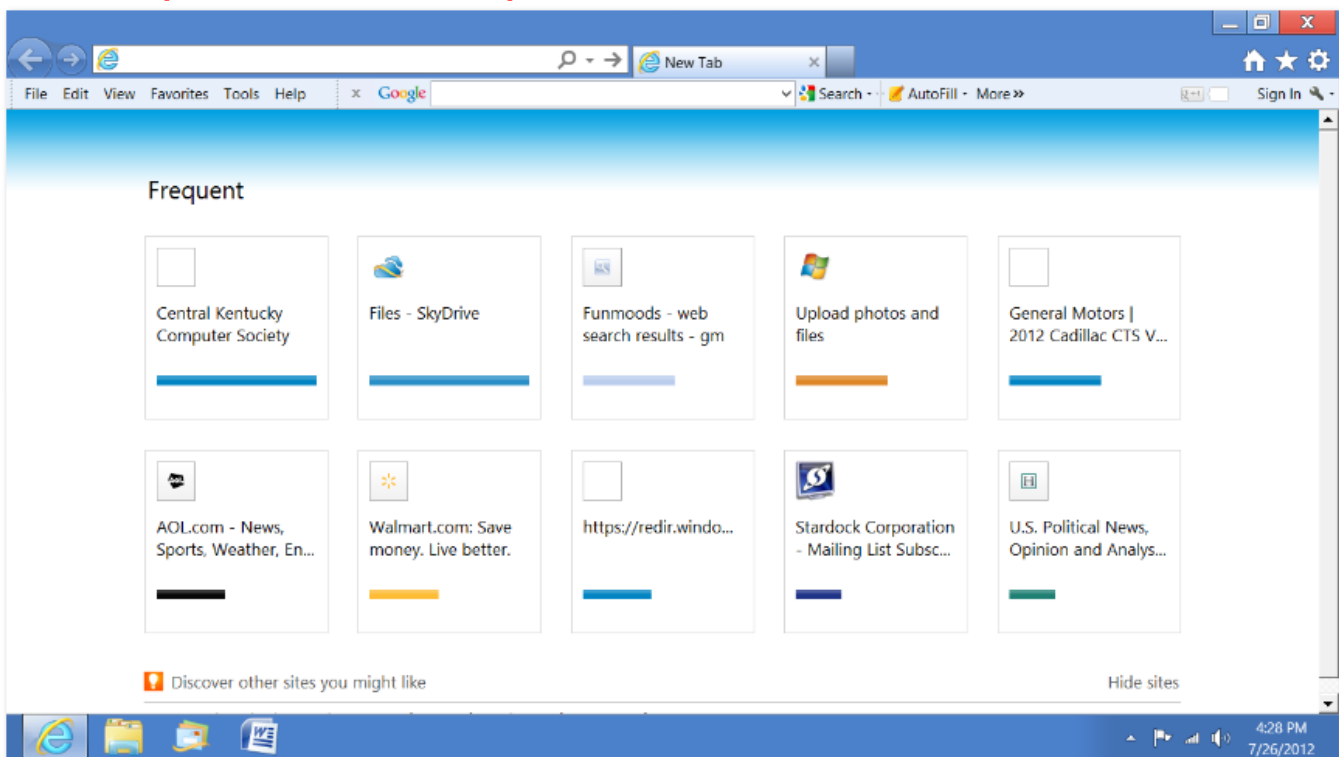 New Tab
File Edit View Favorites Tools Help x Google Search AutoFill More >> Sign In
Frequent
Central Kentucky
Computer Society
Files - SkyDrive
Funmoods - web
search results - gm
Upload photos and
files
General Motors |
2012 Cadillac CTS V...
AOL.com - News,
Sports, Weather, En...
Walmart.com: Save
money. Live better.
https://redir.windo...
Stardock Corporation
- Mailing List Subsc...
U.S. Political News,
Opinion and Analys...
Discover other sites you might like Hide sites
4:28 PM
7/26/2012